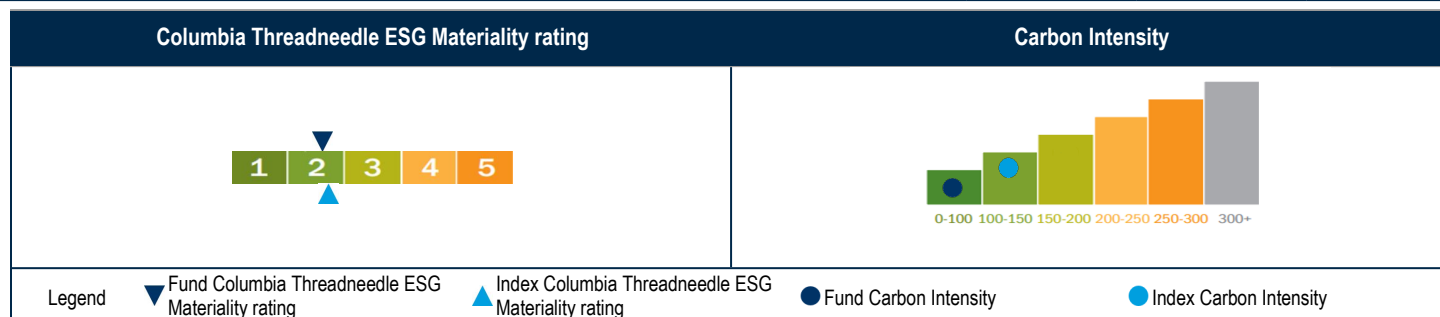 Columbia Threadneedle ESG Materiality rating
Carbon Intensity
1 2 3 4 5
0-100 100-150 150-200 200-250 250-300 300+
Legend
Fund Columbia Threadneedle ESG
Materiality rating
Index Columbia Threadneedle ESG
Materiality rating
Fund Carbon Intensity
Index Carbon Intensity